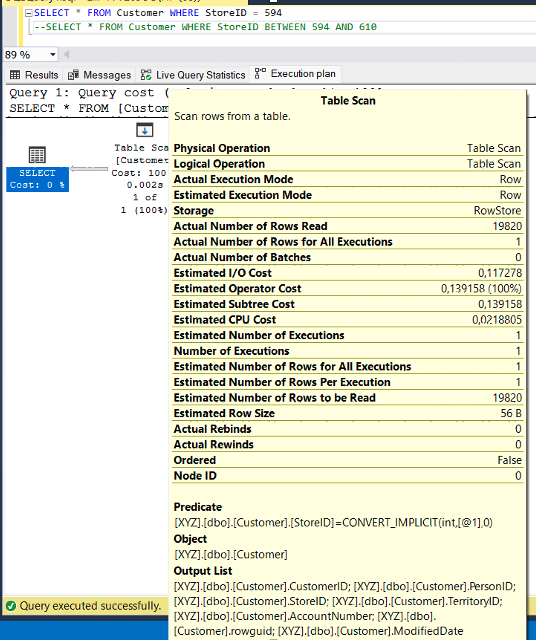 SELECT * FROM Customer WHERE StoreID = 594
--SELECT * FROM Customer WHERE StoreID BETWEEN 594 AND 610
89 %
Results Messages Live Query Statistics Execution plan
Query 1: Query cost (
SELECT * FROM [Custom
Table Sca
[Customer
Cost: 100
0.002s
1 of
1 (100%)
SELECT
Cost: 0 %
Table Scan
Scan rows from a table.
Physical Operation Table Scan
Logical Operation Table Scan
Actual Execution Mode Row
Estimated Execution Mode Row
Storage RowStore
Actual Number of Rows Read 19820
Actual Number of Rows for All Executions 1
Actual Number of Batches 0
Estimated I/O Cost 0,117278
Estimated Operator Cost 0,139158 (100%)
Estimated Subtree Cost 0,139158
Estimated CPU Cost 0,0218805
Estimated Number of Executions 1
Number of Executions 1
Estimated Number of Rows for All Executions 1
Estimated Number of Rows Per Execution 1
Estimated Number of Rows to be Read 19820
Estimated Row Size 56 B
Actual Rebinds 0
Actual Rewinds 0
Ordered False
Node ID 0
Predicate
[XYZ].[dbo].[Customer].[StoreID]=CONVERT_IMPLICIT(int,[@1],0)
Object
[XYZ].[dbo].[Customer]
Output List
[XYZ].[dbo].[Customer].CustomerID; [XYZ].[dbo].[Customer].PersonID;
[XYZ].[dbo].[Customer].StoreID; [XYZ].[dbo].[Customer].TerritoryID;
[XYZ].[dbo].[Customer].AccountNumber; [XYZ].[dbo].
[Customer].rowguid; [XYZ].[dbo].[Customer].ModifiedDate
Query executed successfully.